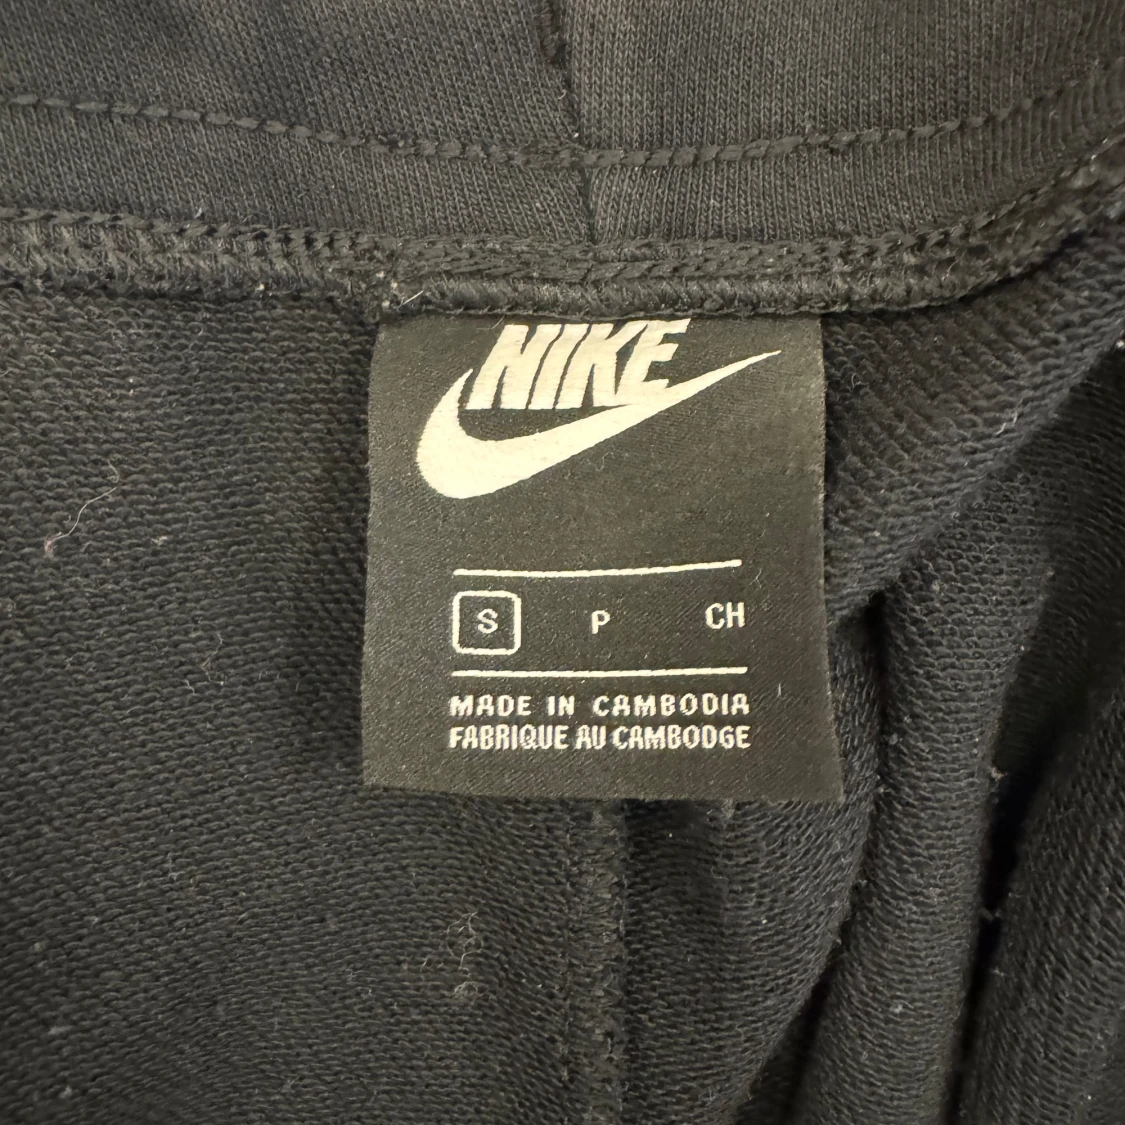 NIKE
S P CH
MADE IN CAMBODIA
FABRIQUE AU CAMBODGE